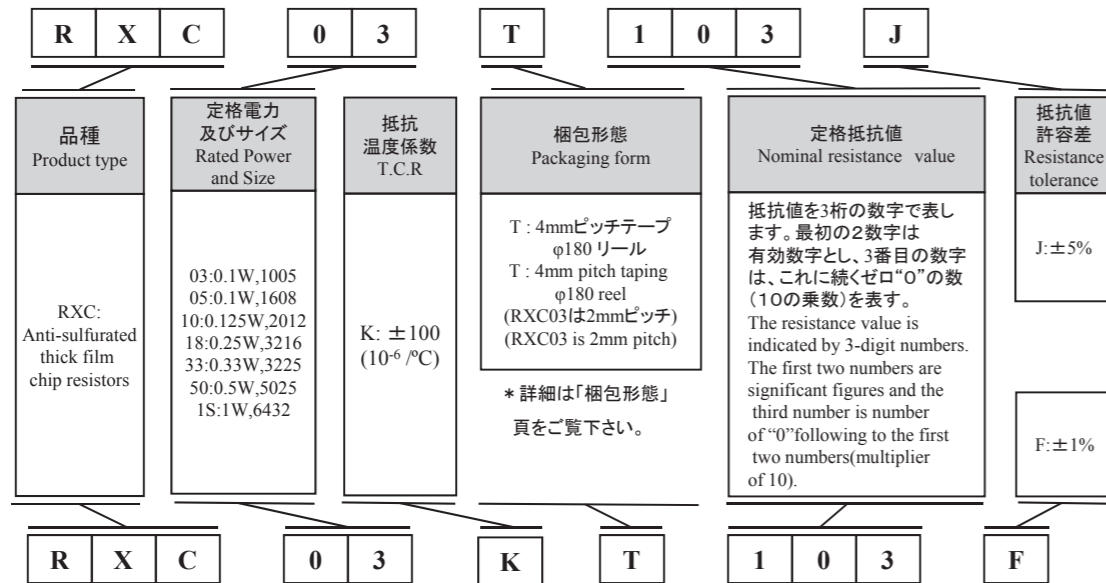 R X C 0 3 T 1 0 3 J
品種
Product type
定格電力
及びサイズ
Rated Power
and Size
抵抗
温度係数
T.C.R
梱包形態
Packaging form
定格抵抗値
Nominal resistance value
抵抗値
許容差
Resistance
tolerance
RXC:
Anti-sulfurated
thick film
chip resistors
03:0.1W,1005
05:0.1W,1608
10:0.125W,2012
18:0.25W,3216
33:0.33W,3225
50:0.5W,5025
1S:1W,6432
K: ±100
(10⁻⁶ /ºC)
T : 4mmピッチテープ
φ180 リール
T : 4mm pitch taping
φ180 reel
(RXC03は2mmピッチ)
(RXC03 is 2mm pitch)
* 詳細は「梱包形態」
頁をご覧下さい。
抵抗値を3桁の数字で表し
ます。最初の2数字は
有効数字とし、3番目の数字
は、これに続くゼロ“0”の数
(10の乗数)を表す。
The resistance value is
indicated by 3-digit numbers.
The first two numbers are
significant figures and the
third number is number
of “0”following to the first
two numbers(multiplier
of 10).
J:±5%
F:±1%
R X C 0 3 K T 1 0 3 F